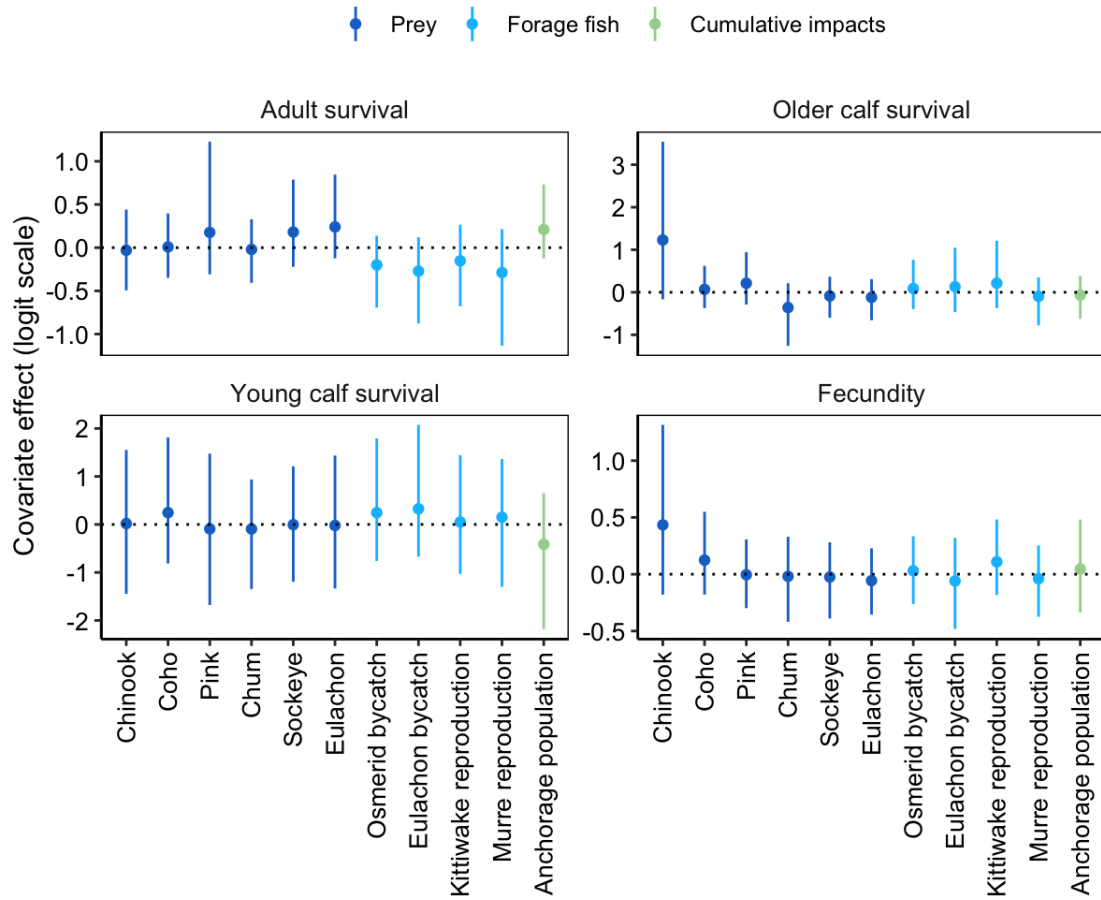 Prey Forage fish Cumulative impacts
Covariate effect (logit scale)
Adult survival
1.0
0.5
0.0
-0.5
-1.0
Older calf survival
3
2
1
0
-1
Young calf survival
2
1
0
-1
-2
Fecundity
1.0
0.5
0.0
-0.5
Chinook
Coho
Pink
Chum
Sockeye
Eulachon
Osmerid bycatch
Eulachon bycatch
Kittiwake reproduction
Murre reproduction
Anchorage population
Chinook
Coho
Pink
Chum
Sockeye
Eulachon
Osmerid bycatch
Eulachon bycatch
Kittiwake reproduction
Murre reproduction
Anchorage population